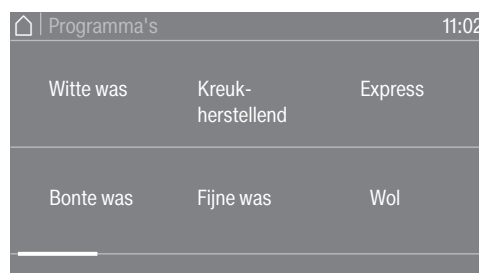 Programma's 11:02
Witte was Kreuk- Express
herstellend
Bonte was Fijne was Wol